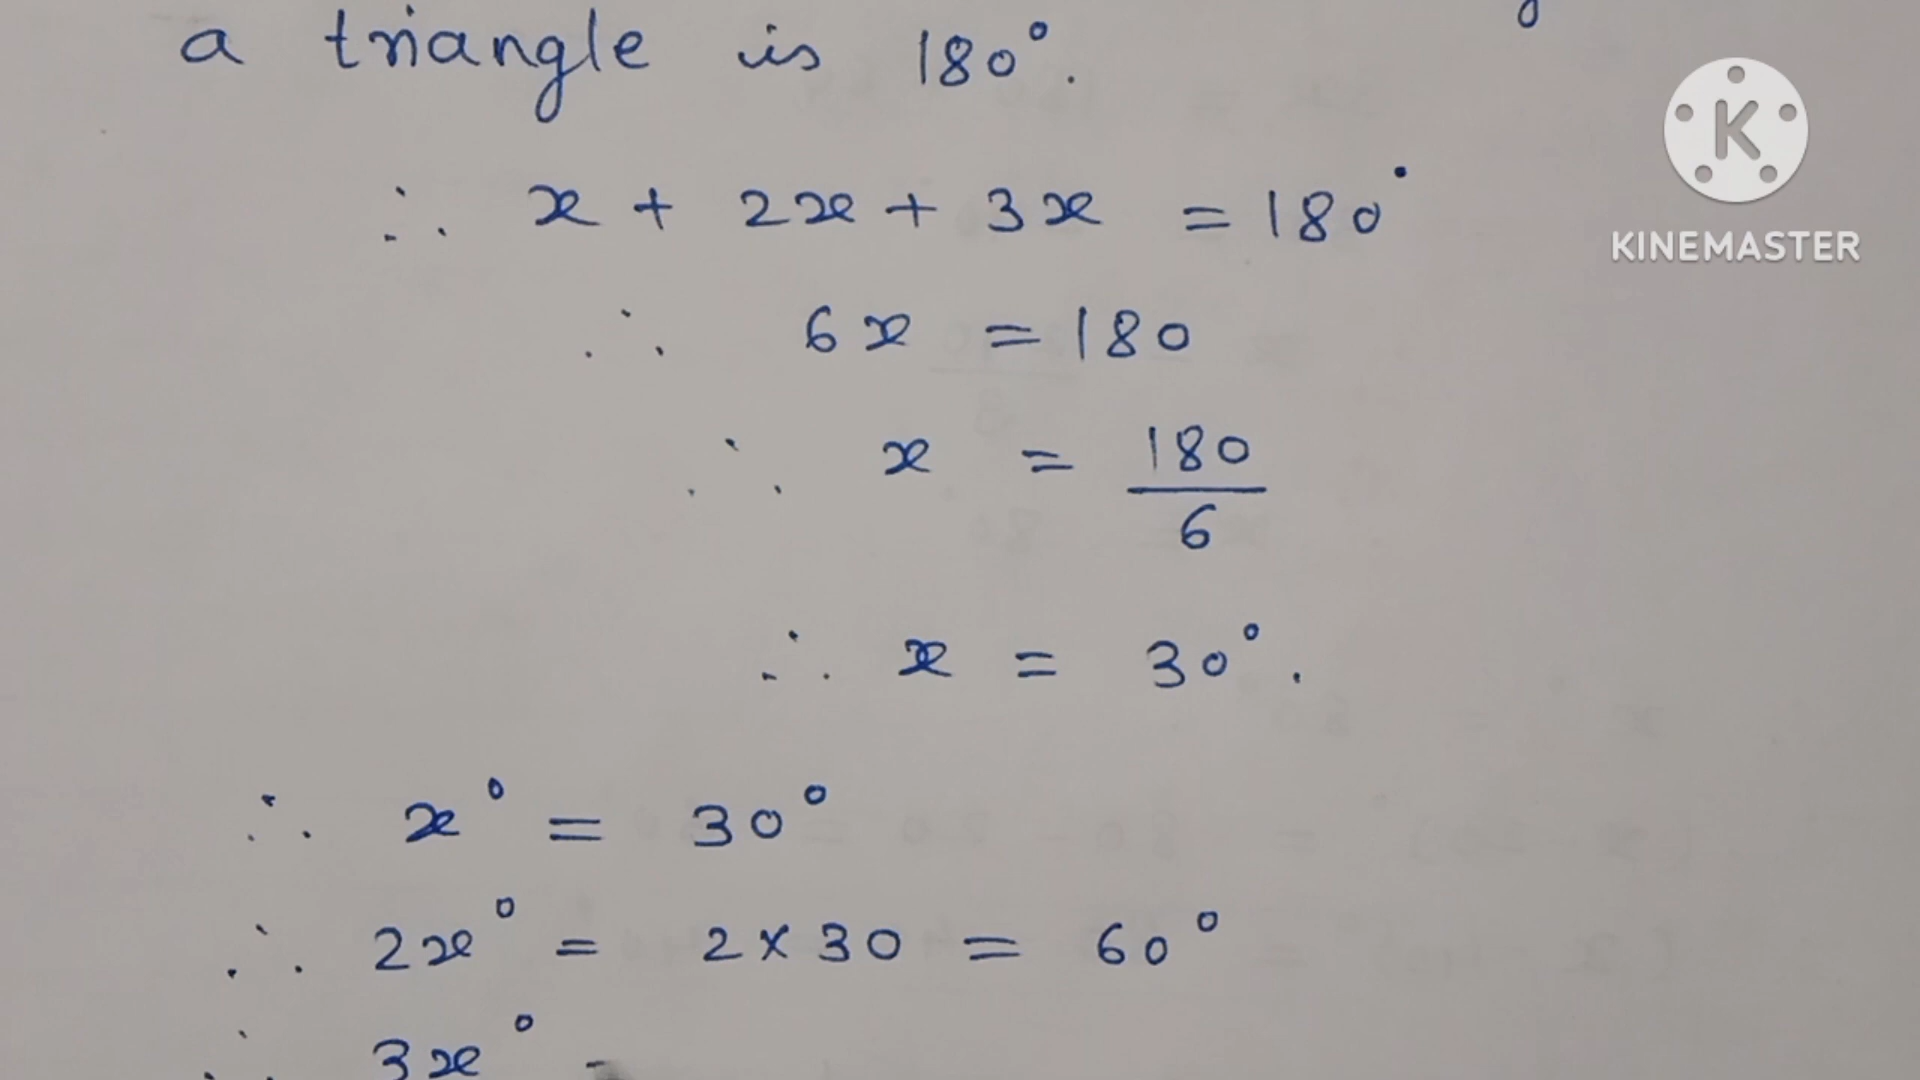 a triangle is 180°.
∴ x + 2x + 3x = 180°
∴ 6x = 180
∴ x = 180/6
∴ x = 30°.
∴ x° = 30°
∴ 2x° = 2×30 = 60°
∴ 3x°
K
KINEMASTER